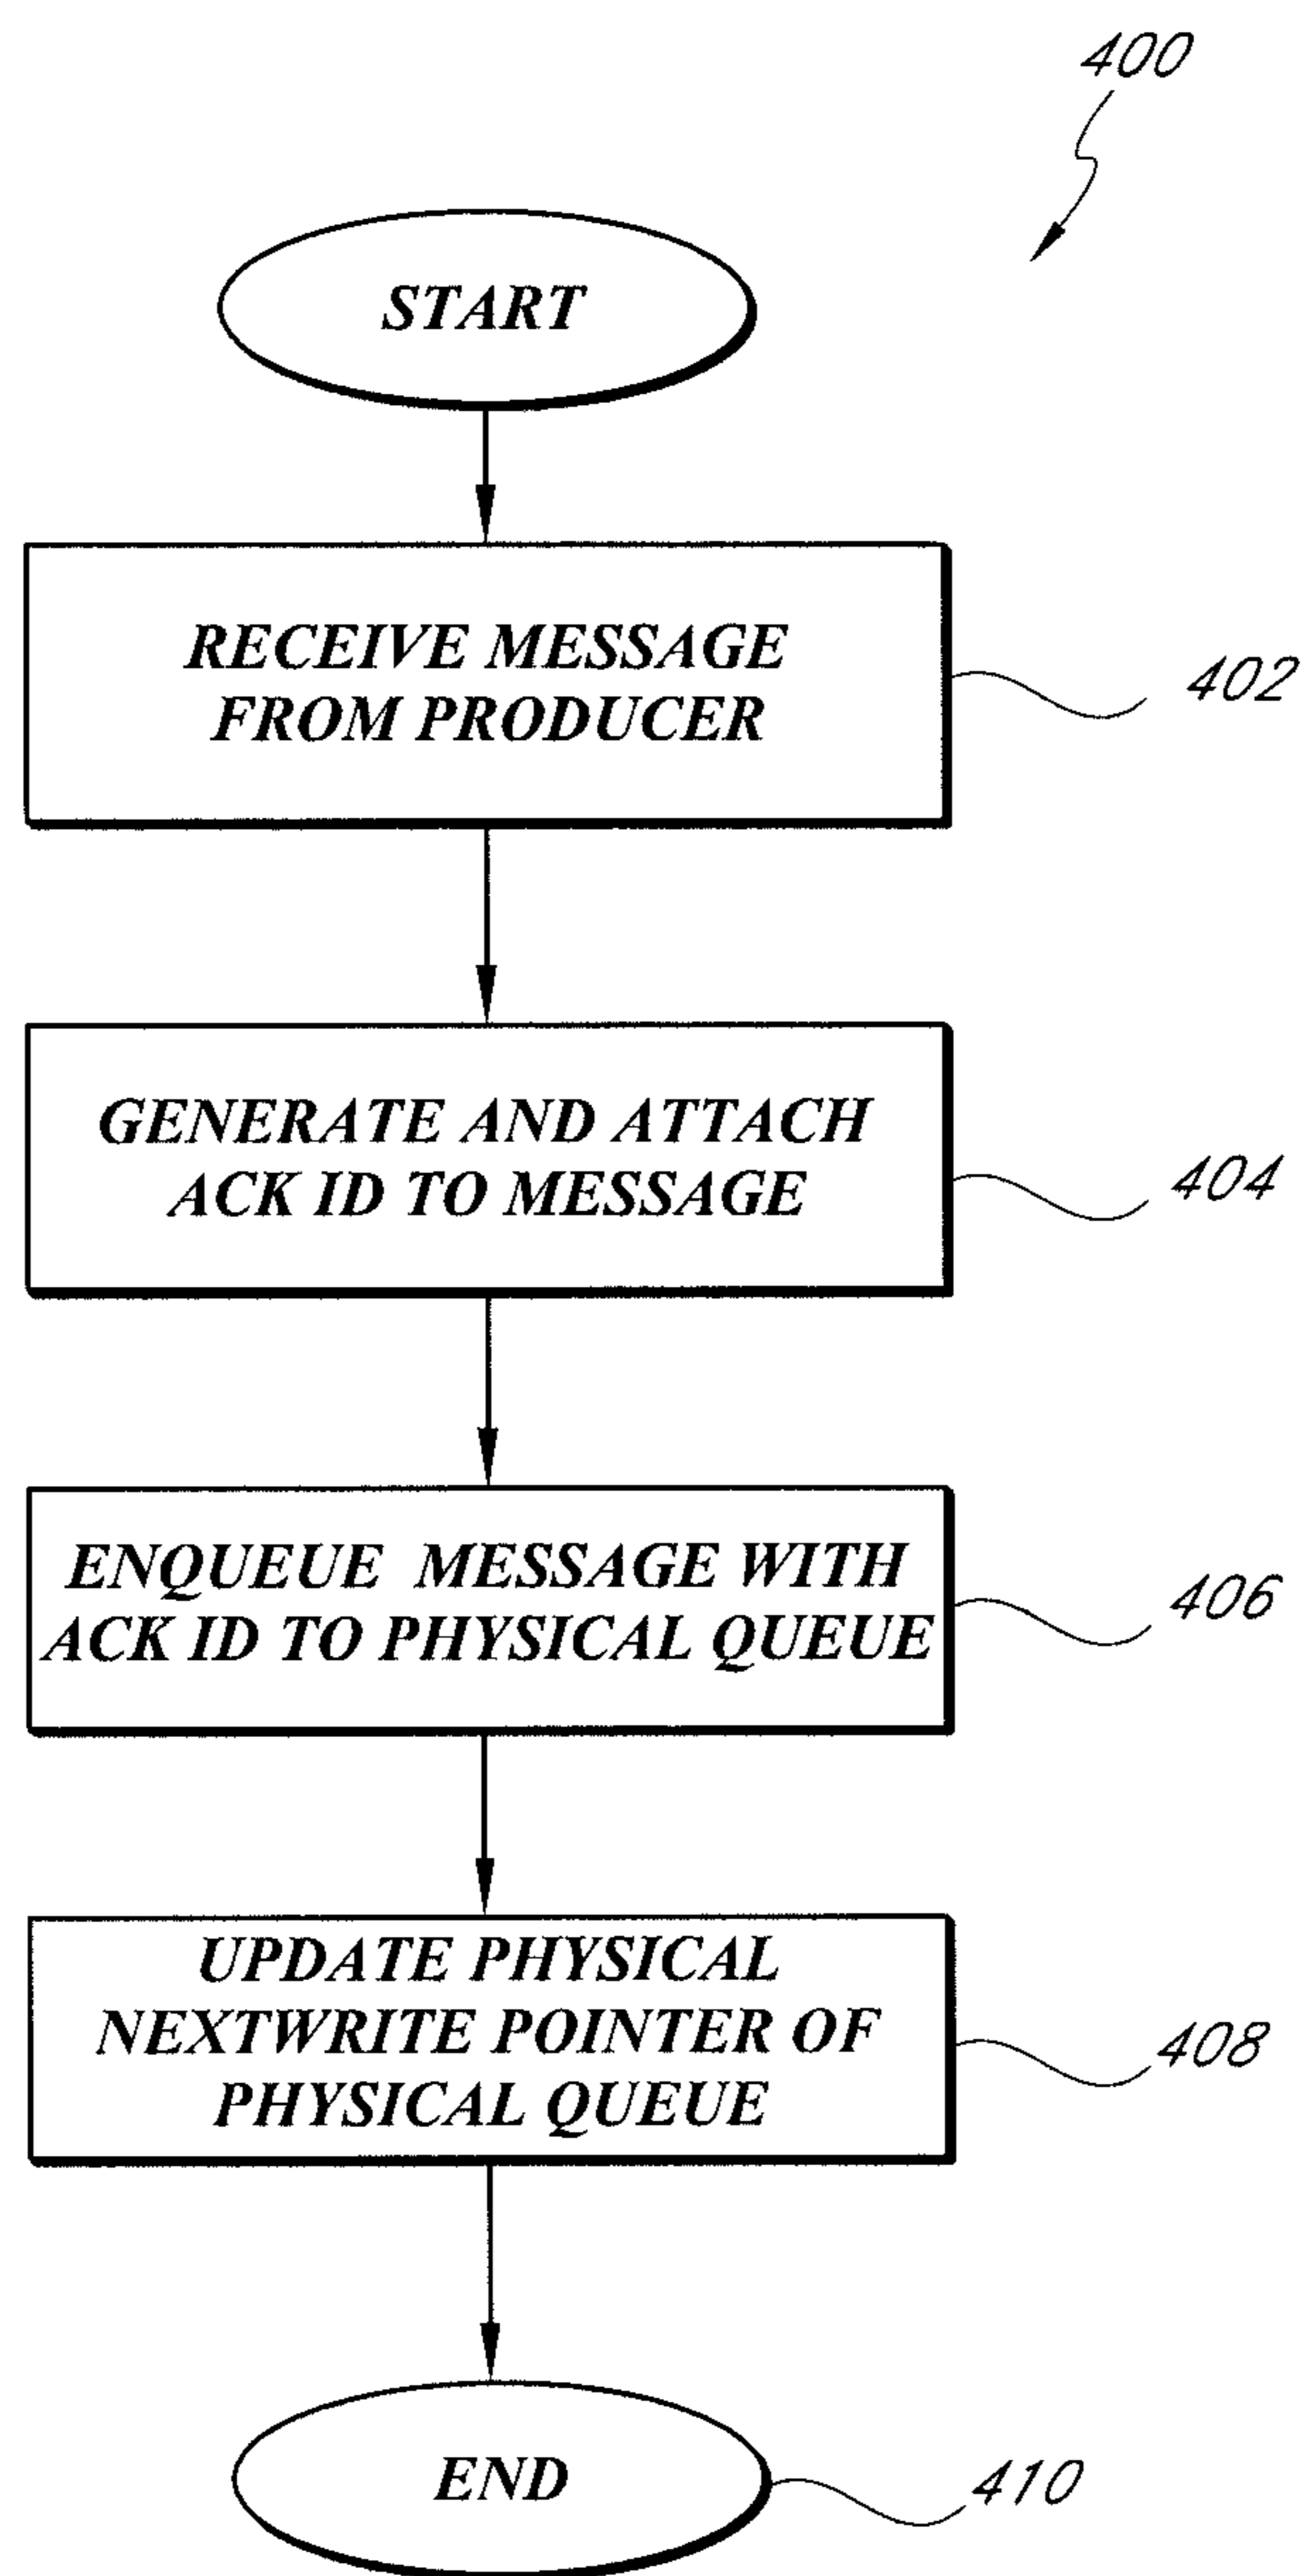 400
START
RECEIVE MESSAGE
FROM PRODUCER
402
GENERATE AND ATTACH
ACK ID TO MESSAGE
404
ENQUEUE MESSAGE WITH
ACK ID TO PHYSICAL QUEUE
406
UPDATE PHYSICAL
NEXTWRITE POINTER OF
PHYSICAL QUEUE
408
END
410